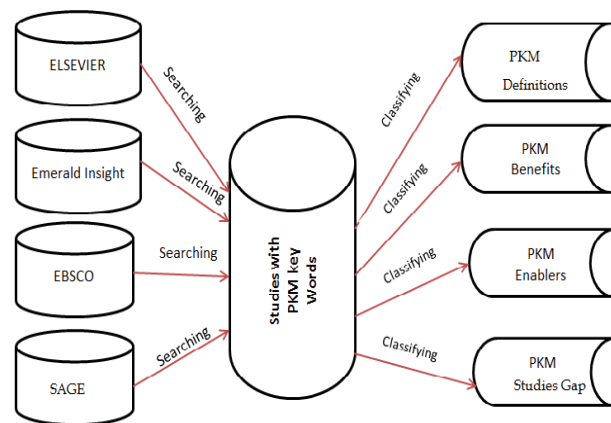 ELSEVIER
Searching
Emerald Insight
Searching
EBSCO
Searching
SAGE
Searching
Studies with
PKM key
Words
Classifying
PKM
Definitions
Classifying
PKM
Benefits
Classifying
PKM
Enablers
Classifying
PKM
Studies Gap